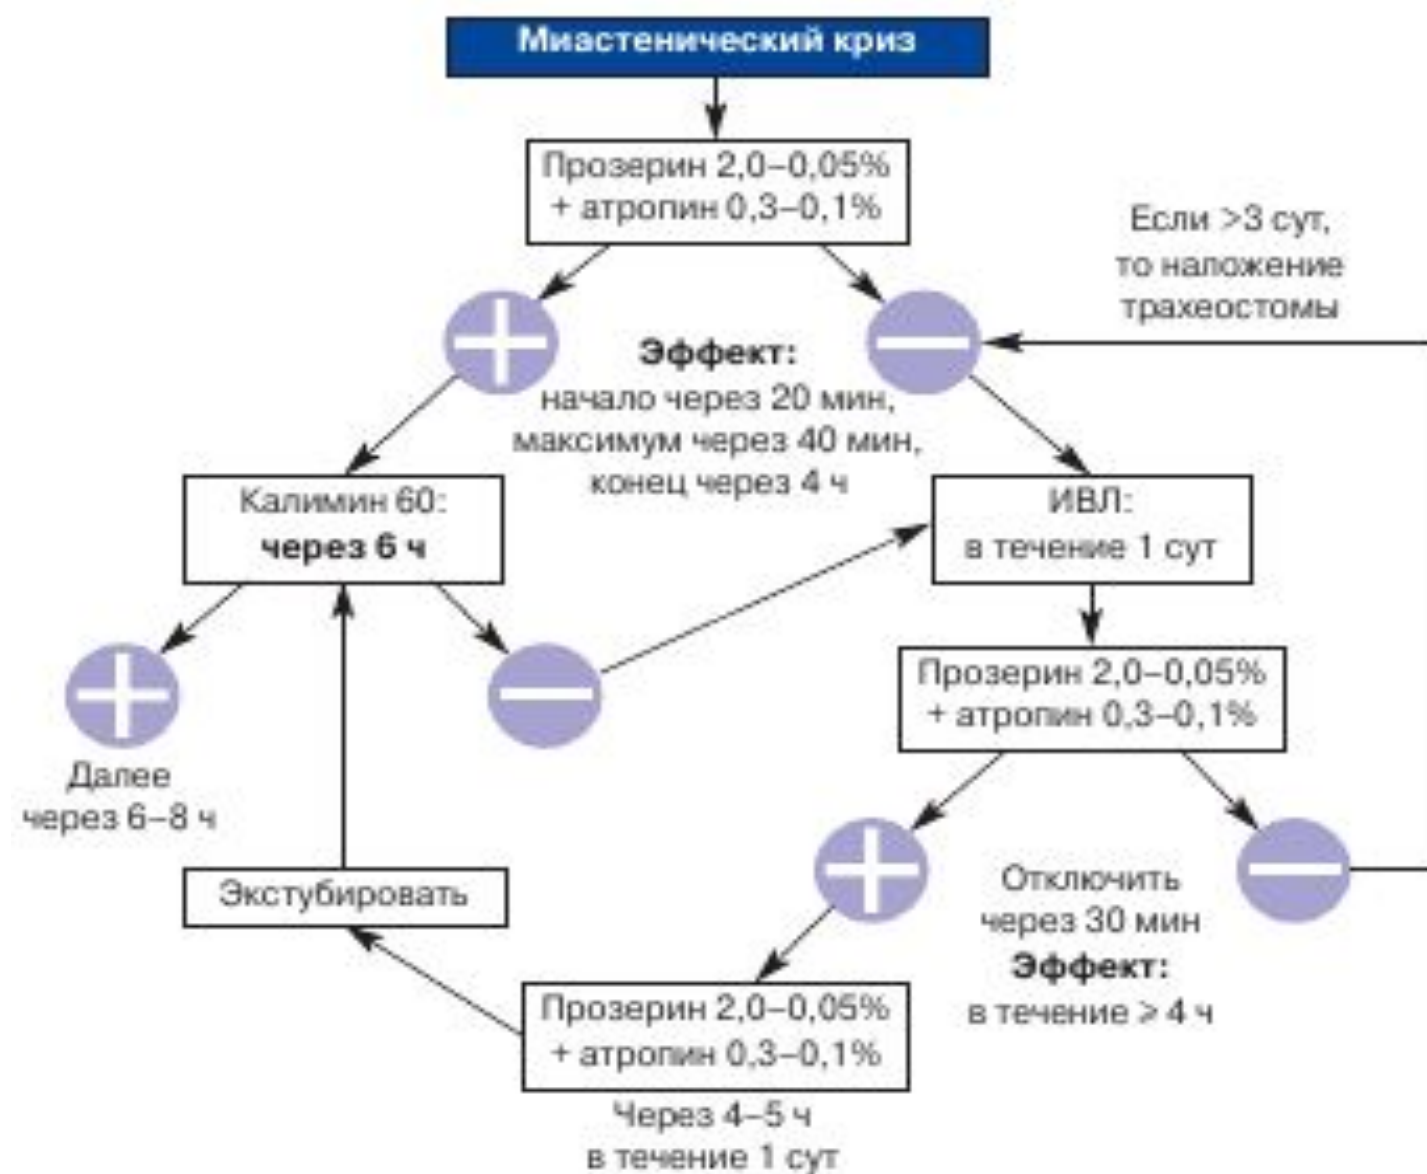 Миастенический криз
Прозерин 2,0–0,05%
+ атропин 0,3–0,1%
Если >3 сут,
то наложение
трахеостомы
Эффект:
начало через 20 мин,
максимум через 40 мин,
конец через 4 ч
Калимин 60:
через 6 ч
ИВЛ:
в течение 1 сут
Прозерин 2,0–0,05%
+ атропин 0,3–0,1%
Далее
через 6–8 ч
Экстубировать
Отключить
через 30 мин
Эффект:
в течение ≥ 4 ч
Прозерин 2,0–0,05%
+ атропин 0,3–0,1%
Через 4–5 ч
в течение 1 сут